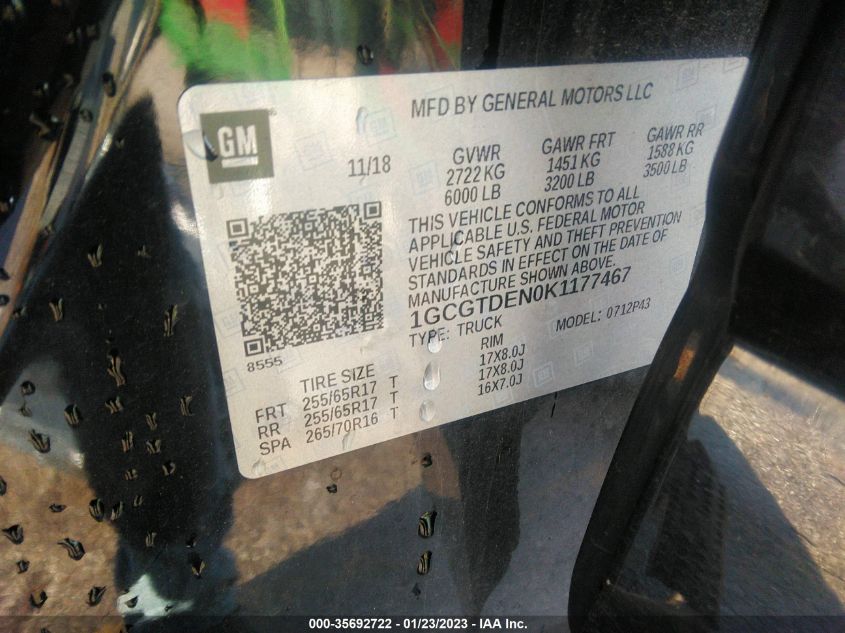 MFD BY GENERAL MOTORS LLC
GM
11/18
GVWR GAWR FRT GAWR RR
2722 KG 1451 KG 1588 KG
6000 LB 3200 LB 3500 LB
THIS VEHICLE CONFORMS TO ALL
APPLICABLE U.S. FEDERAL MOTOR
VEHICLE SAFETY AND THEFT PREVENTION
STANDARDS IN EFFECT ON THE DATE OF
MANUFACTURE SHOWN ABOVE.
1GCGTDEN0K1177467
TYPE: TRUCK MODEL: 0712P43
8555
TIRE SIZE RIM
FRT 255/65R17 T 17X8.0J
RR 255/65R17 T 17X8.0J
SPA 265/70R16 T 16X7.0J
000-35692722 - 01/23/2023 - IAA Inc.